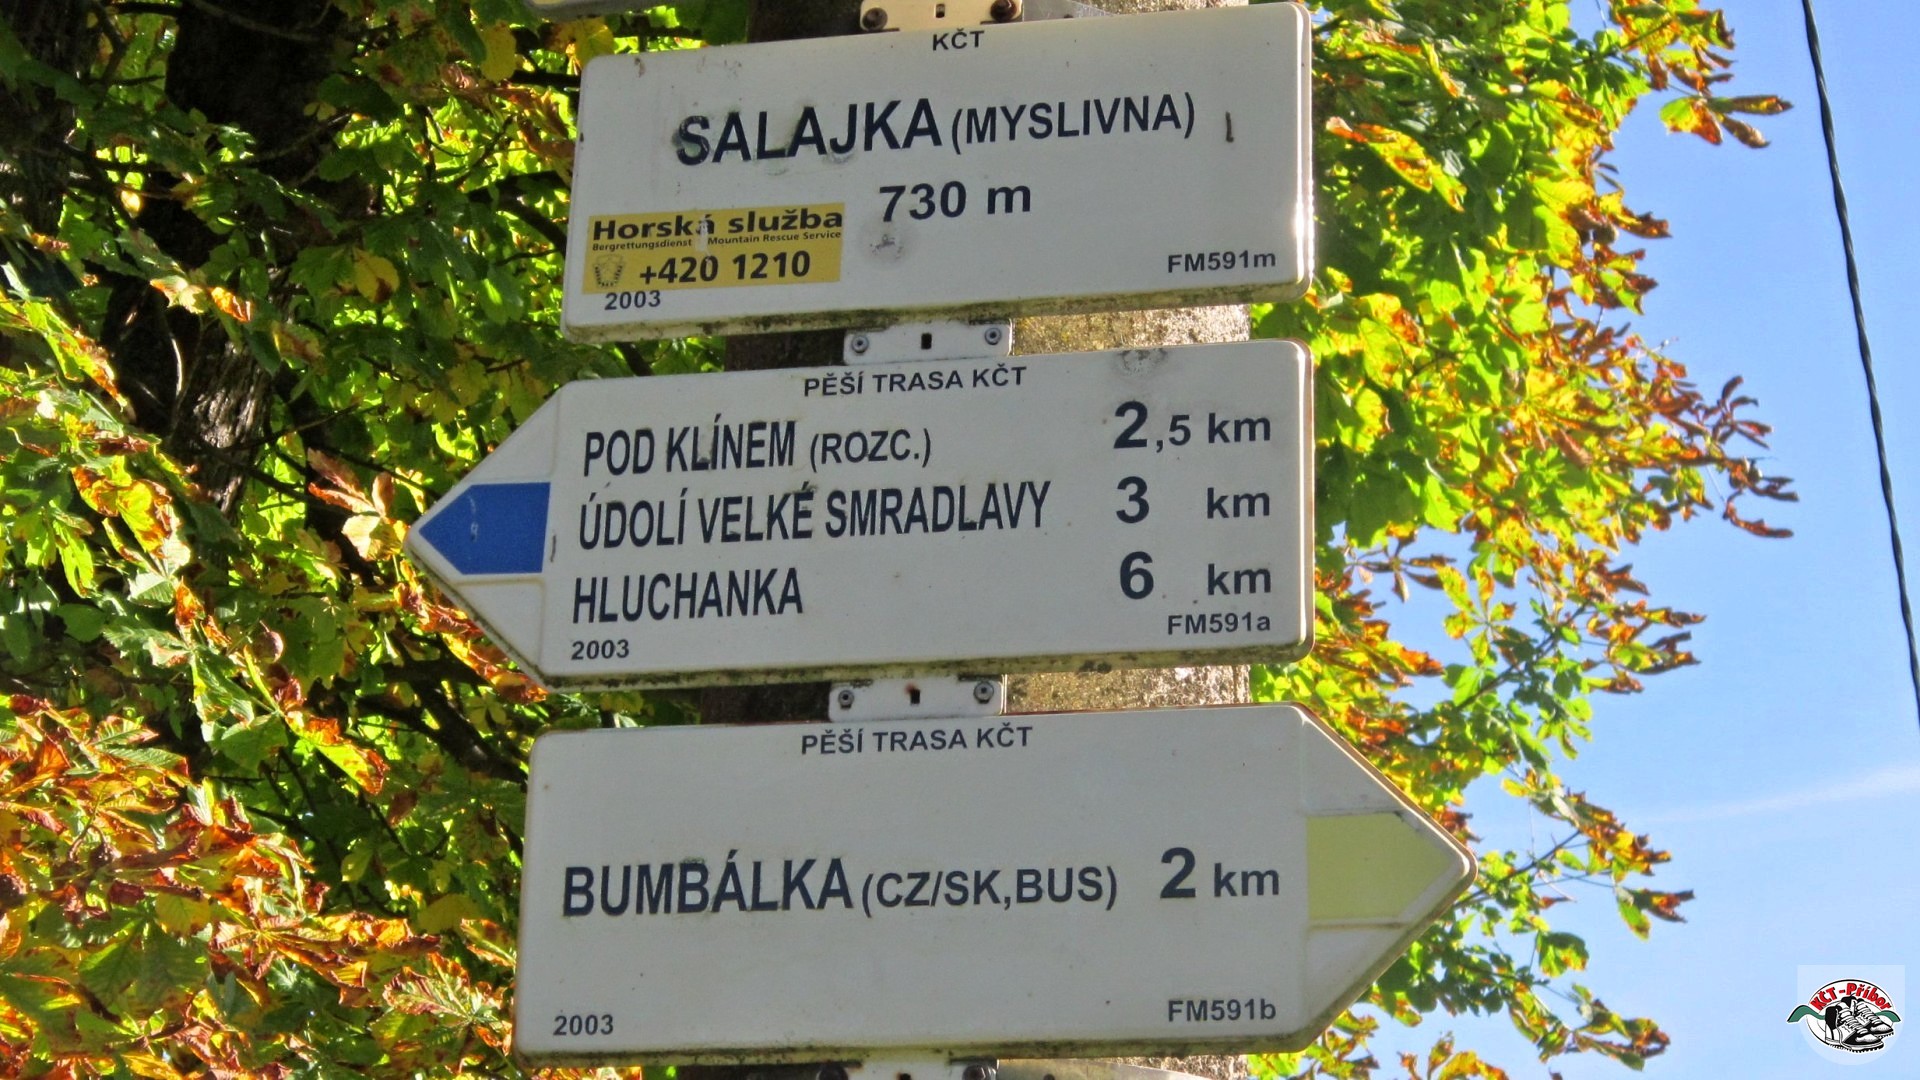 KČT
SALAJKA (MYSLIVNA)
730 m
Horská služba
Bergrettungsdienst Mountain Rescue Service
+420 1210
2003
FM591m
PĚŠÍ TRASA KČT
POD KLÍNEM (ROZC.) 2,5 km
ÚDOLÍ VELKÉ SMRADLAVY 3 km
HLUCHANKA 6 km
2003
FM591a
PĚŠÍ TRASA KČT
BUMBÁLKA (CZ/SK,BUS) 2 km
2003
FM591b
KČT-Příbor